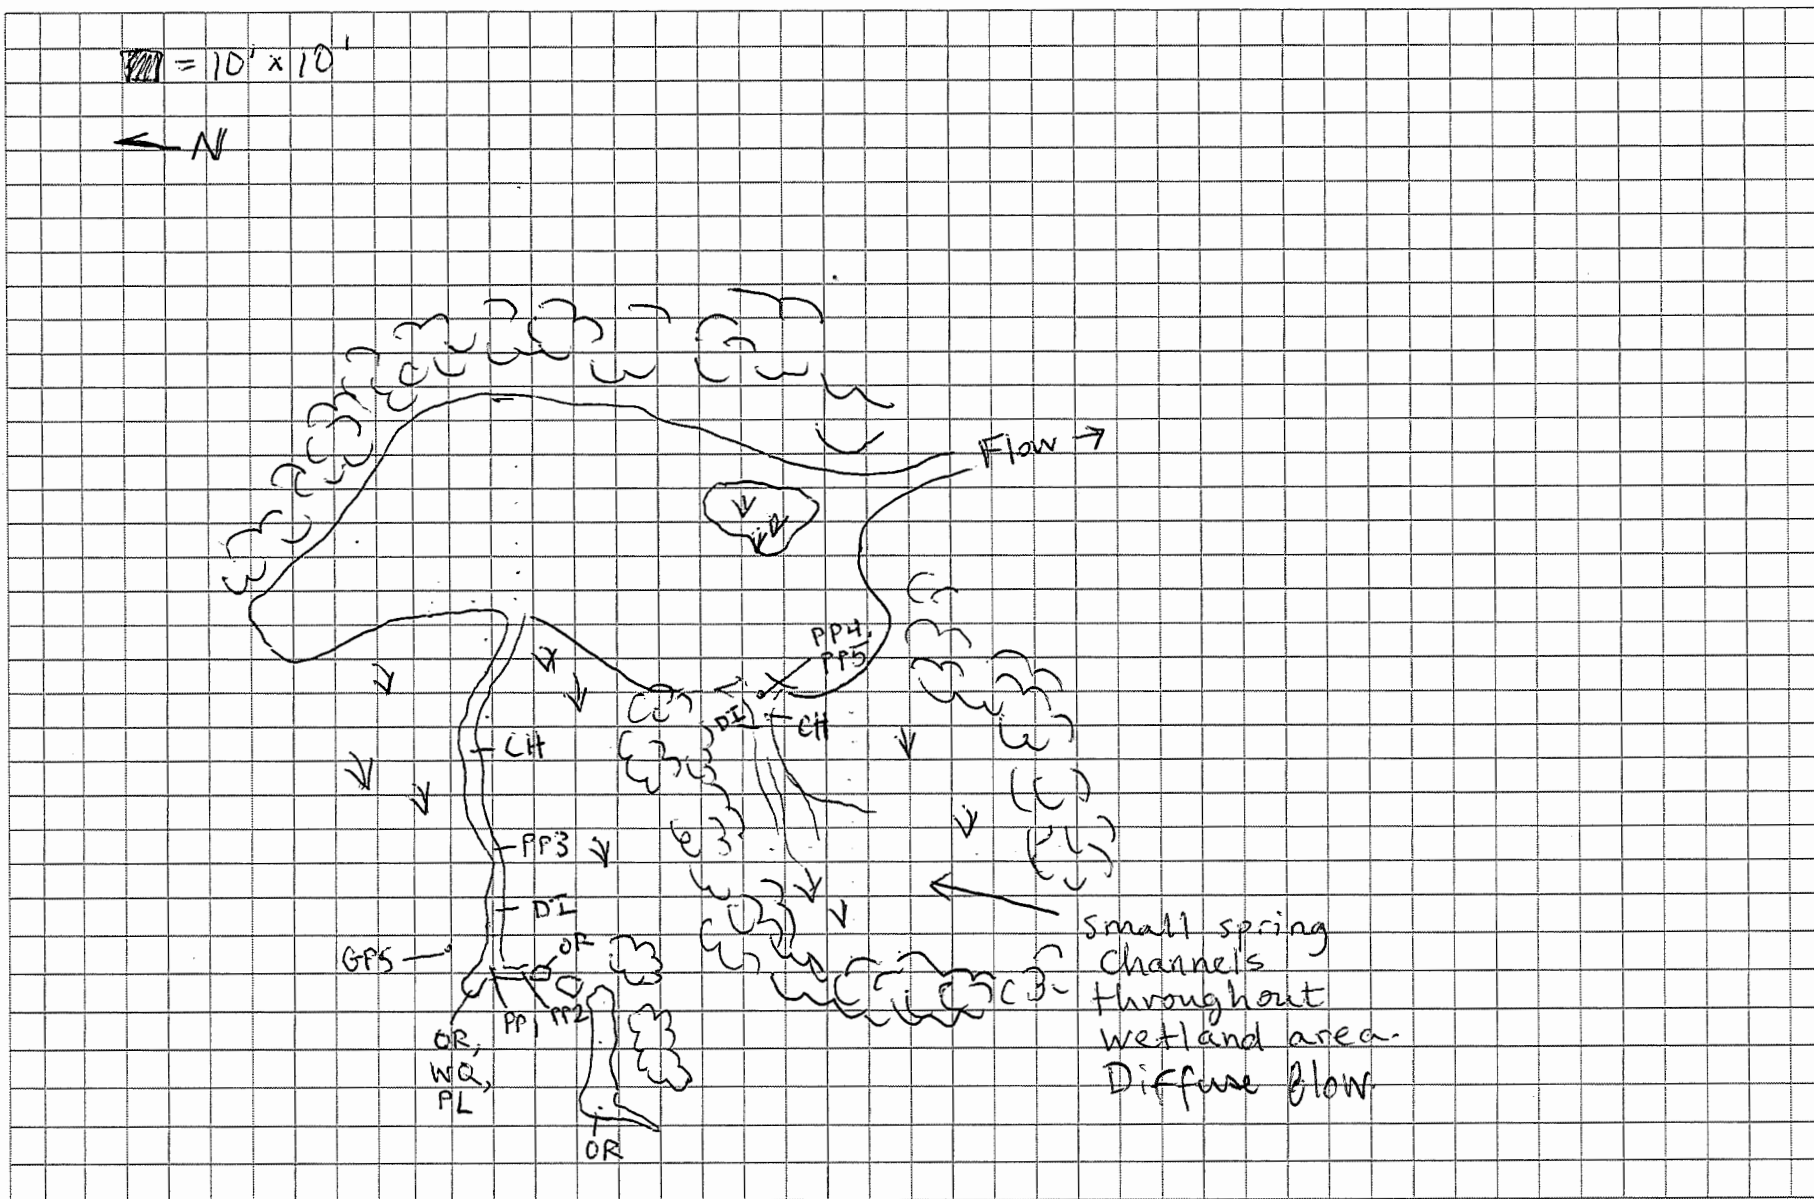 = 10' x 10'
← N
Flow →
PP4,
PP5
DI
CH
CH
PP3
DI
GPS
OR
PP1
PP2
OR,
WQ,
PL
OR
small spring
channels
throughout
wetland area.
Diffuse flow